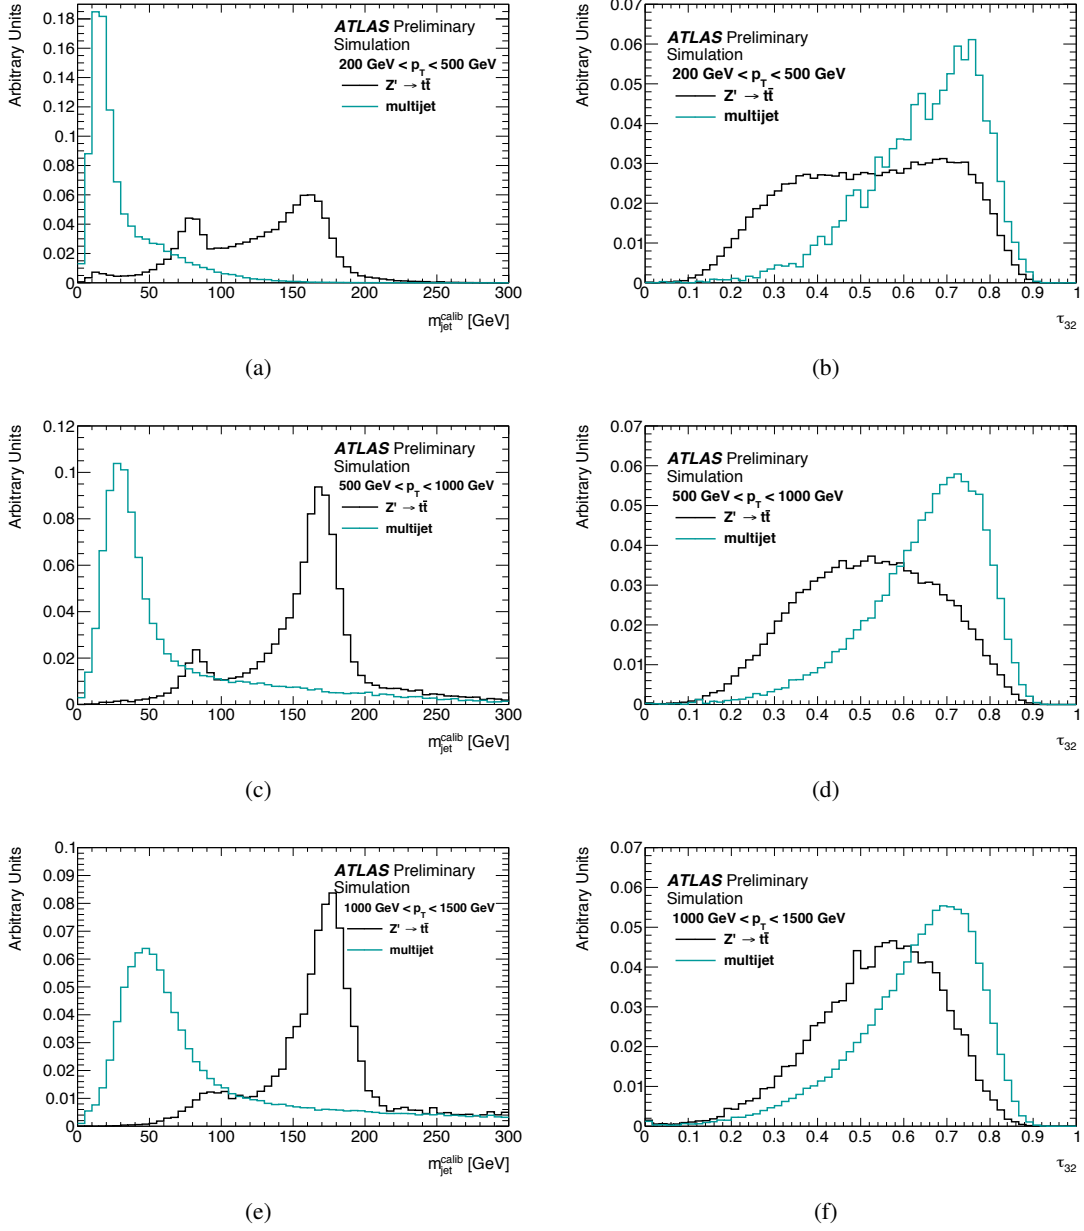 Arbitrary Units
0.18
0.16
0.14
0.12
0.1
0.08
0.06
0.04
0.02
0
0 50 100 150 200 250 300
m_jet^calib [GeV]
ATLAS Preliminary
Simulation
200 GeV < p_T < 500 GeV
Z' → tt̄
multijet
(a)
Arbitrary Units
0.06
0.05
0.04
0.03
0.02
0.01
0
0 0.1 0.2 0.3 0.4 0.5 0.6 0.7 0.8 0.9 1
τ_32
ATLAS Preliminary
Simulation
200 GeV < p_T < 500 GeV
Z' → tt̄
multijet
(b)
Arbitrary Units
0.12
0.1
0.08
0.06
0.04
0.02
0
0 50 100 150 200 250 300
m_jet^calib [GeV]
ATLAS Preliminary
Simulation
500 GeV < p_T < 1000 GeV
Z' → tt̄
multijet
(c)
Arbitrary Units
0.07
0.06
0.05
0.04
0.03
0.02
0.01
0
0 0.1 0.2 0.3 0.4 0.5 0.6 0.7 0.8 0.9 1
τ_32
ATLAS Preliminary
Simulation
500 GeV < p_T < 1000 GeV
Z' → tt̄
multijet
(d)
Arbitrary Units
0.1
0.09
0.08
0.07
0.06
0.05
0.04
0.03
0.02
0.01
0
0 50 100 150 200 250 300
m_jet^calib [GeV]
ATLAS Preliminary
Simulation
1000 GeV < p_T < 1500 GeV
Z' → tt̄
multijet
(e)
Arbitrary Units
0.07
0.06
0.05
0.04
0.03
0.02
0.01
0
0 0.1 0.2 0.3 0.4 0.5 0.6 0.7 0.8 0.9 1
τ_32
ATLAS Preliminary
Simulation
1000 GeV < p_T < 1500 GeV
Z' → tt̄
multijet
(f)